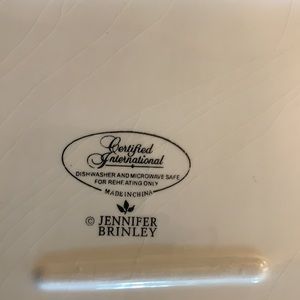 Certified
International
DISHWASHER AND MICROWAVE SAFE
FOR REHEATING ONLY
MADE IN CHINA
© JENNIFER
BRINLEY